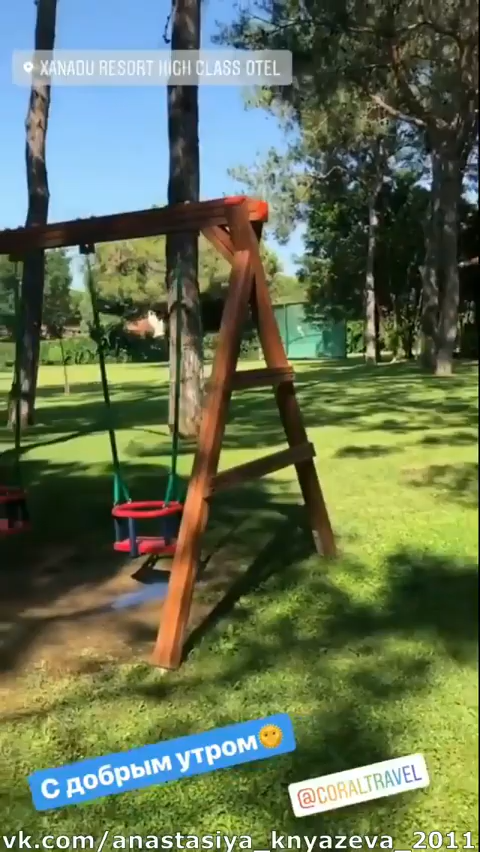 XANADU RESORT HIGH CLASS OTEL
С добрым утром🌞
@CORALTRAVEL
vk.com/anastasiya_knyazeva_2011